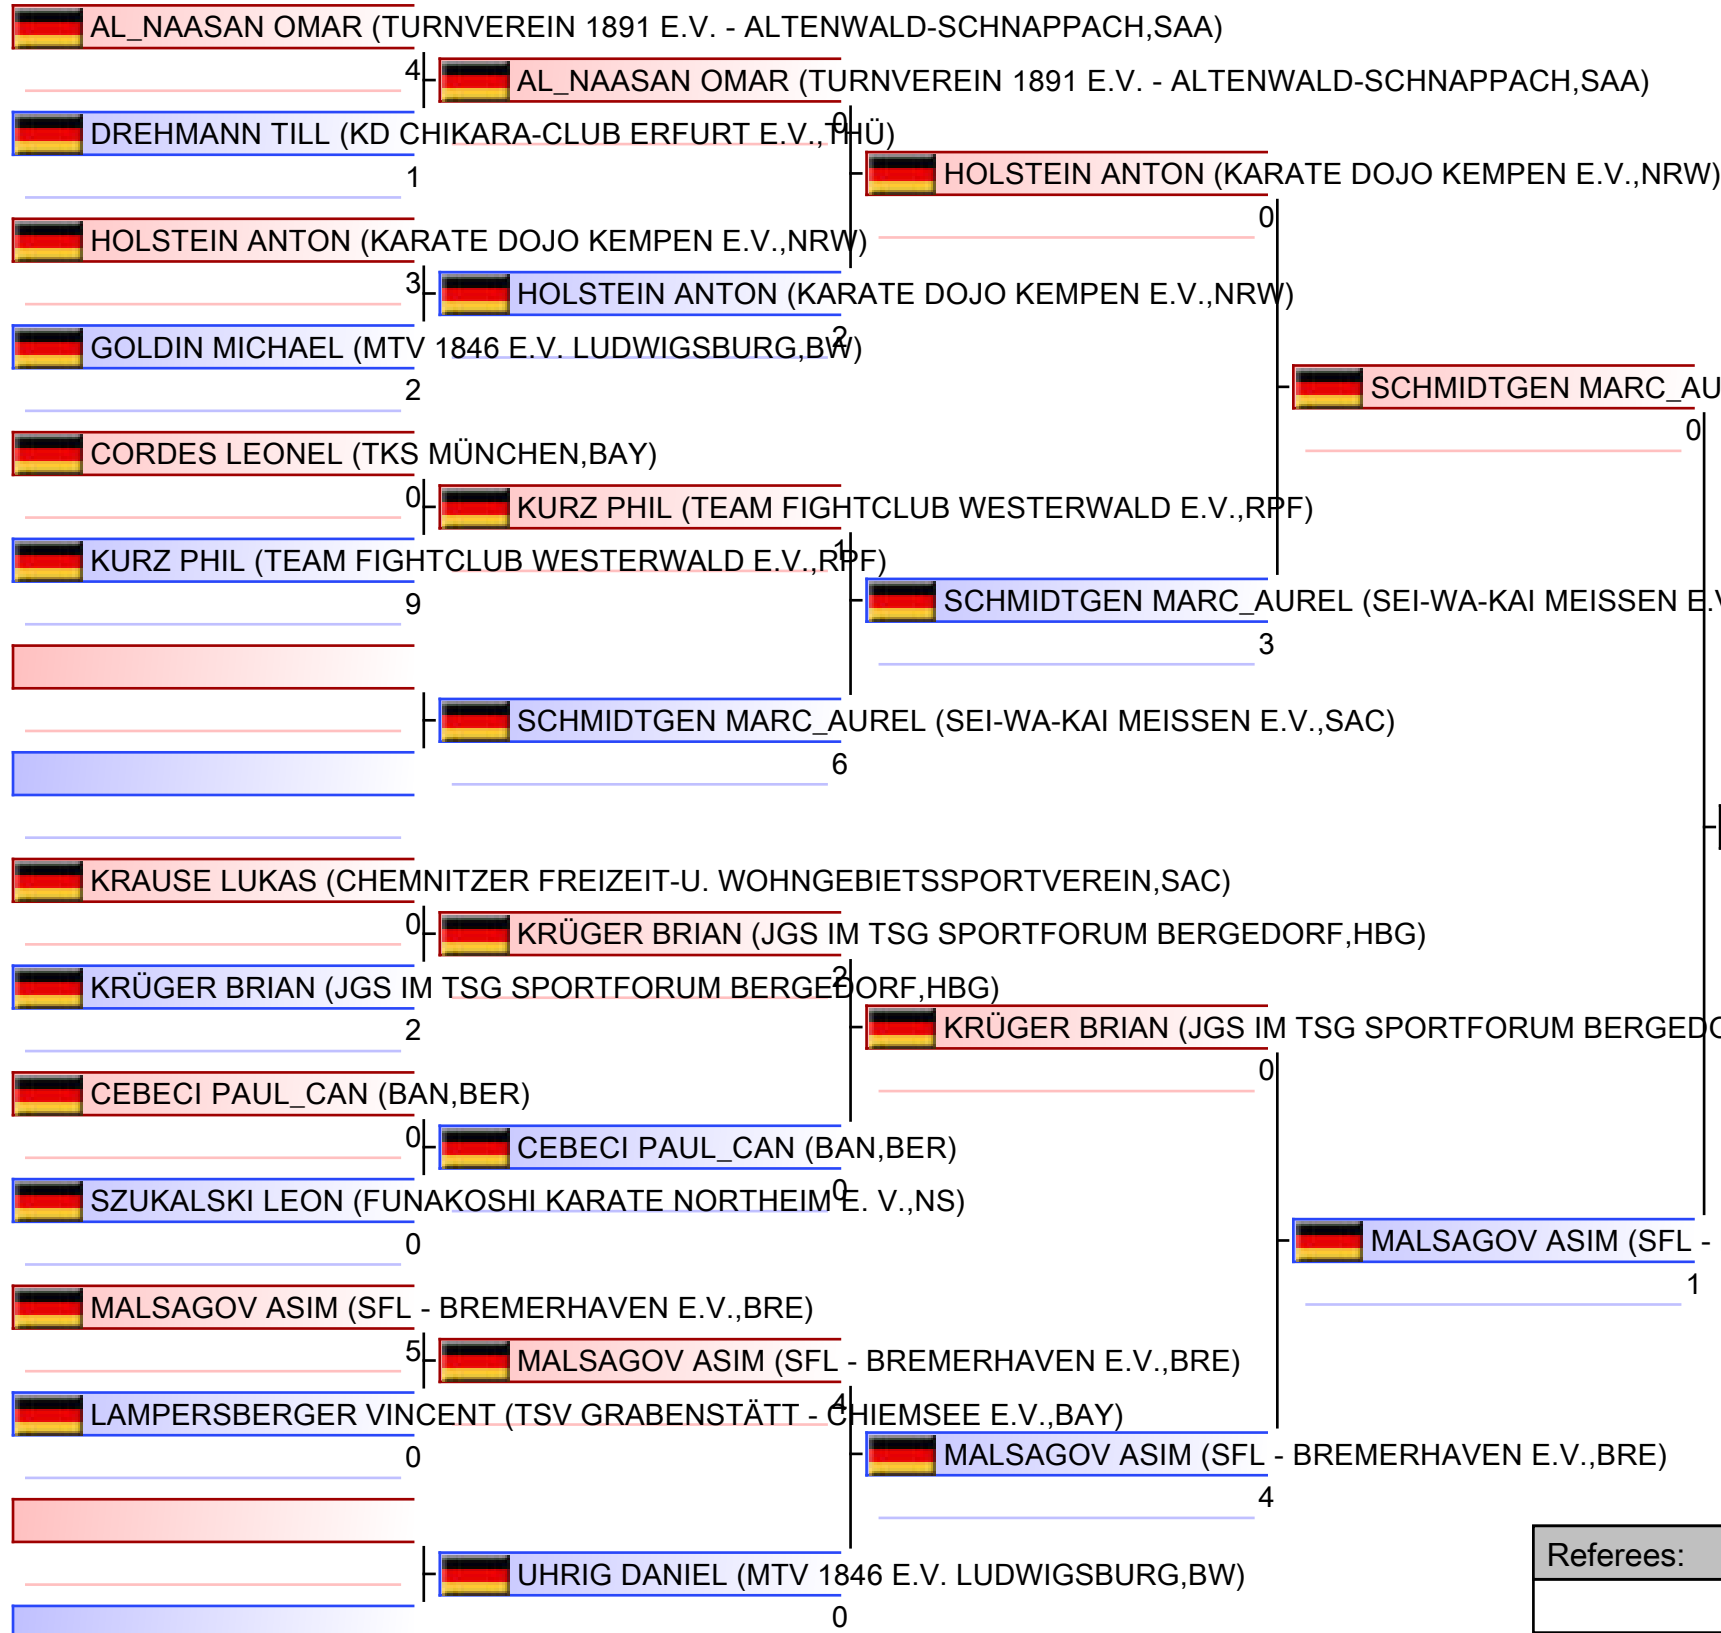 AL_NAASAN OMAR (TURNVEREIN 1891 E.V. - ALTENWALD-SCHNAPPACH,SAA)
4
AL_NAASAN OMAR (TURNVEREIN 1891 E.V. - ALTENWALD-SCHNAPPACH,SAA)
0
DREHMANN TILL (KD CHIKARA-CLUB ERFURT E.V.,THÜ)
1
HOLSTEIN ANTON (KARATE DOJO KEMPEN E.V.,NRW)
0
HOLSTEIN ANTON (KARATE DOJO KEMPEN E.V.,NRW)
3
HOLSTEIN ANTON (KARATE DOJO KEMPEN E.V.,NRW)
2
GOLDIN MICHAEL (MTV 1846 E.V. LUDWIGSBURG,BW)
2
SCHMIDTGEN MARC_AU
0
CORDES LEONEL (TKS MÜNCHEN,BAY)
0
KURZ PHIL (TEAM FIGHTCLUB WESTERWALD E.V.,RPF)
1
KURZ PHIL (TEAM FIGHTCLUB WESTERWALD E.V.,RPF)
9
SCHMIDTGEN MARC_AUREL (SEI-WA-KAI MEISSEN E.V
3
SCHMIDTGEN MARC_AUREL (SEI-WA-KAI MEISSEN E.V.,SAC)
6
KRAUSE LUKAS (CHEMNITZER FREIZEIT-U. WOHNGEBIETSSPORTVEREIN,SAC)
0
KRÜGER BRIAN (JGS IM TSG SPORTFORUM BERGEDORF,HBG)
2
KRÜGER BRIAN (JGS IM TSG SPORTFORUM BERGEDORF,HBG)
2
KRÜGER BRIAN (JGS IM TSG SPORTFORUM BERGEDO
0
CEBECI PAUL_CAN (BAN,BER)
0
CEBECI PAUL_CAN (BAN,BER)
0
SZUKALSKI LEON (FUNAKOSHI KARATE NORTHEIM E. V.,NS)
0
MALSAGOV ASIM (SFL -
1
MALSAGOV ASIM (SFL - BREMERHAVEN E.V.,BRE)
5
MALSAGOV ASIM (SFL - BREMERHAVEN E.V.,BRE)
4
LAMPERSBERGER VINCENT (TSV GRABENSTÄTT - CHIEMSEE E.V.,BAY)
0
MALSAGOV ASIM (SFL - BREMERHAVEN E.V.,BRE)
4
UHRIG DANIEL (MTV 1846 E.V. LUDWIGSBURG,BW)
0
Referees: